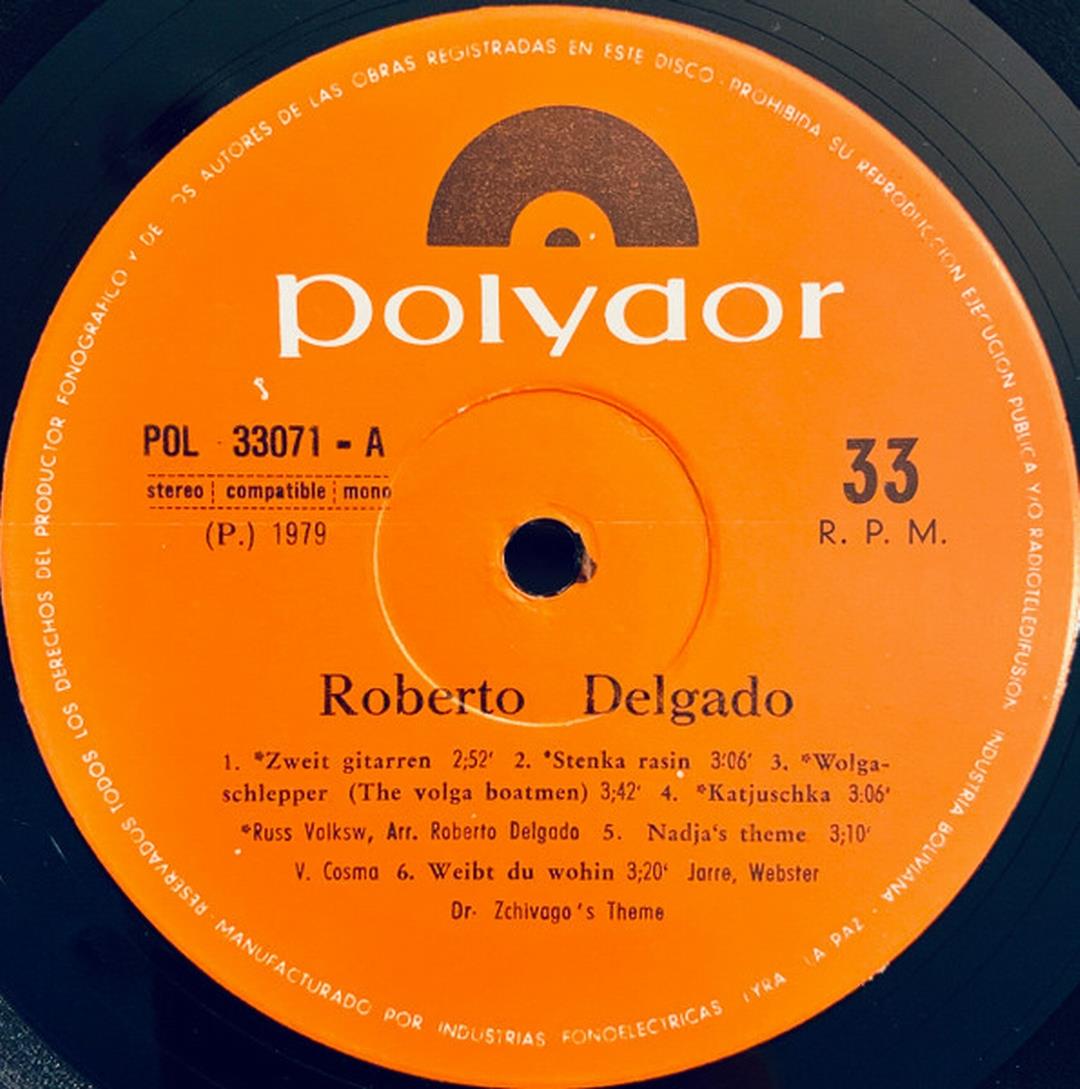 RESERVADOS TODOS LOS DERECHOS DEL PRODUCTOR FONOGRAFICO Y DE OS AUTORES DE LAS OBRAS REGISTRADAS EN ESTE DISCO - PROHIBIDA SU REPRODUCCION EJECUCION PUBLICA Y/O RADIOTELEDIFUSION INDUSTRIA BOLIVIANA - LA PAZ
polydor
POL 33071 - A
stereo compatible mono
(P.) 1979
33
R. P. M.
Roberto Delgado
1. *Zweit gitarren 2;52' 2. *Stenka rasin 3:06' 3. *Wolga-
schlepper (The volga boatmen) 3;42' 4. *Katjuschka 3:06'
*Russ Volksw, Arr. Roberto Delgado 5. Nadja's theme 3;10'
V. Cosma 6. Weibt du wohin 3;20' Jarre, Webster
Dr. Zchivago's Theme
MANUFACTURADO POR INDUSTRIAS FONOELECTRICAS LYRA